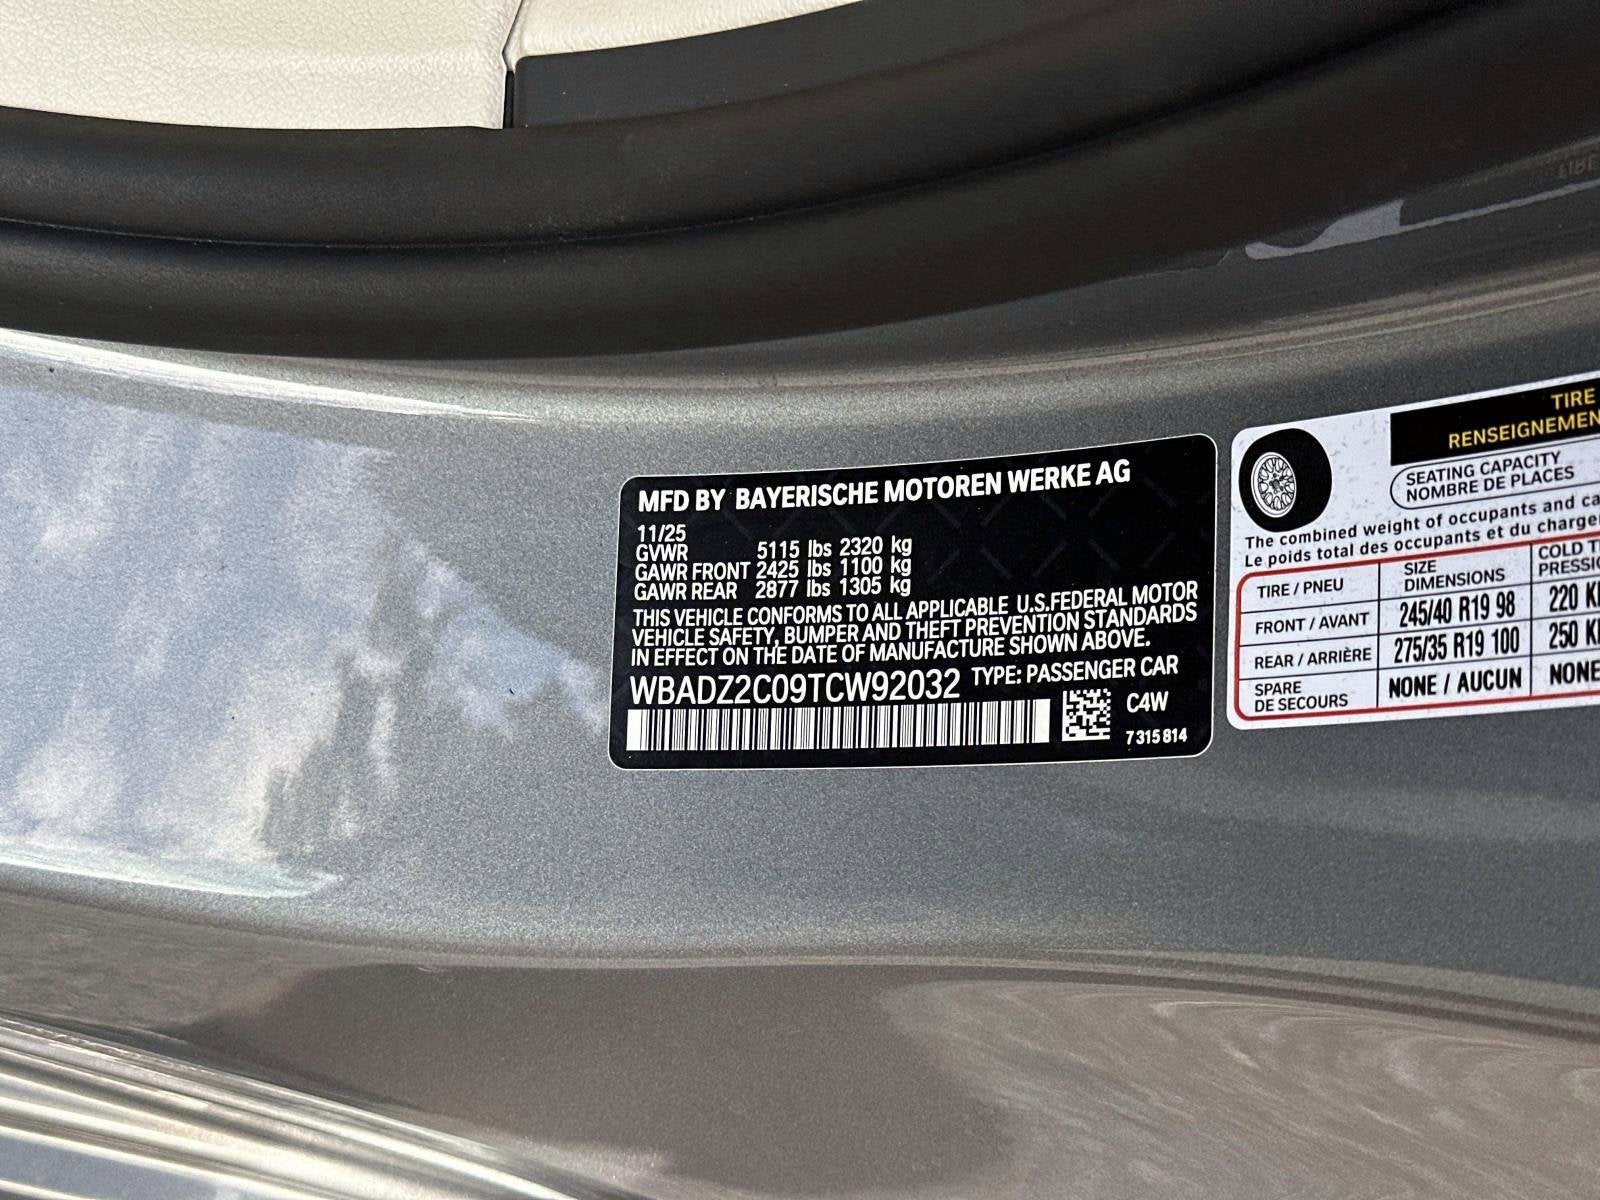 MFD BY BAYERISCHE MOTOREN WERKE AG
11/25
GVWR 5115 lbs 2320 kg
GAWR FRONT 2425 lbs 1100 kg
GAWR REAR 2877 lbs 1305 kg
THIS VEHICLE CONFORMS TO ALL APPLICABLE U.S.FEDERAL MOTOR
VEHICLE SAFETY, BUMPER AND THEFT PREVENTION STANDARDS
IN EFFECT ON THE DATE OF MANUFACTURE SHOWN ABOVE.
WBADZ2C09TCW92032 TYPE: PASSENGER CAR
C4W
7 315 814
TIRE
RENSEIGNEMEN
SEATING CAPACITY
NOMBRE DE PLACES
The combined weight of occupants and ca
Le poids total des occupants et du charge
TIRE / PNEU
SIZE
DIMENSIONS
COLD T
PRESSIO
FRONT / AVANT 245/40 R19 98 220 K
REAR / ARRIÈRE 275/35 R19 100 250 K
SPARE
DE SECOURS
NONE / AUCUN NONE